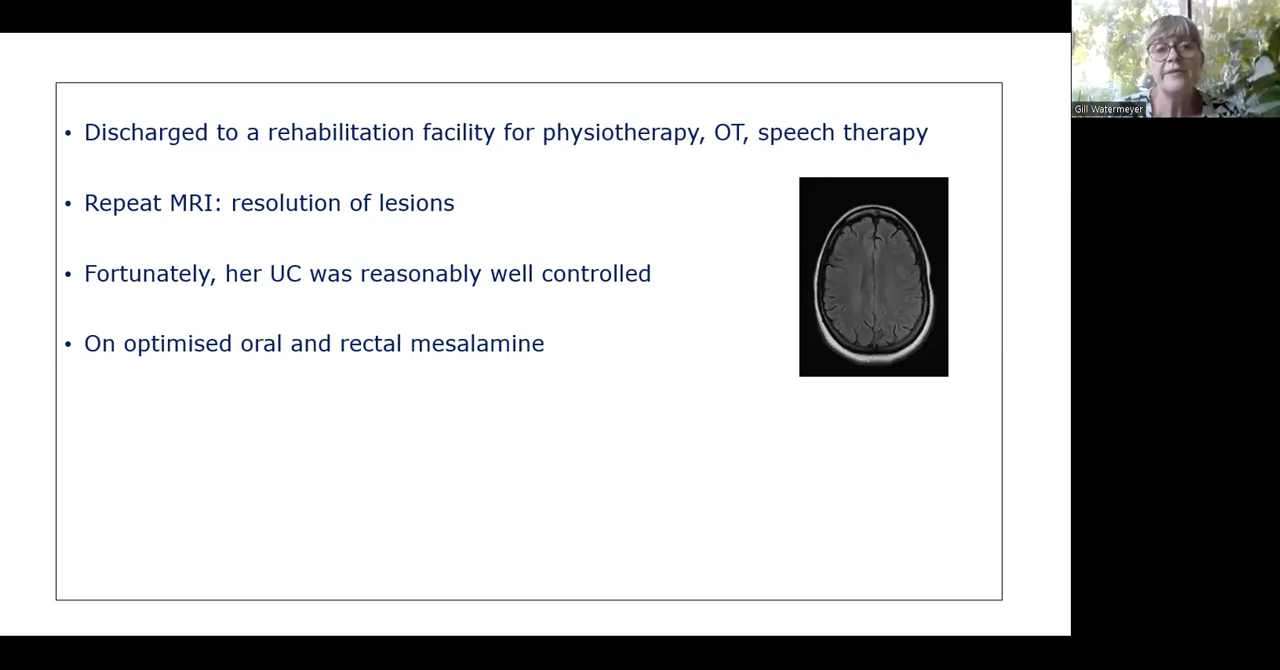 • Discharged to a rehabilitation facility for physiotherapy, OT, speech therapy
• Repeat MRI: resolution of lesions
• Fortunately, her UC was reasonably well controlled
• On optimised oral and rectal mesalamine
Gill Watermeyer